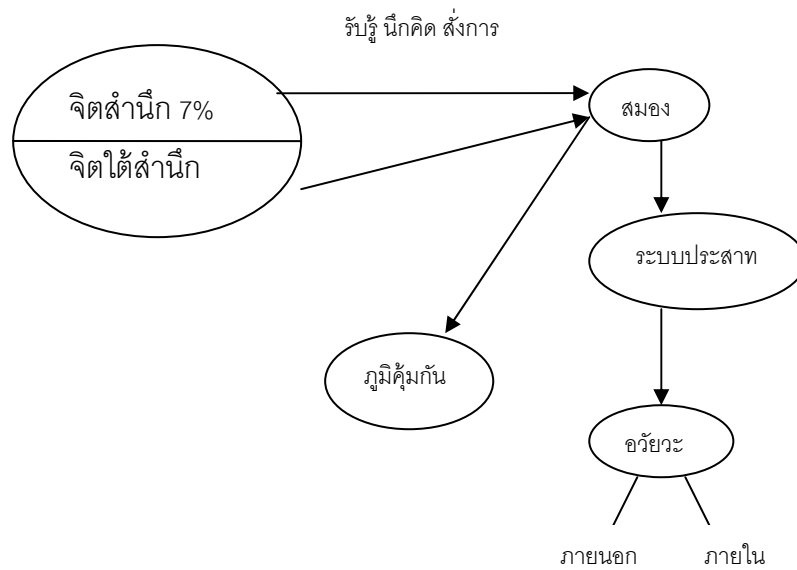 รับรู้ นึกคิด สั่งการ
จิตสำนึก 7%
จิตใต้สำนึก
สมอง
ระบบประสาท
ภูมิคุ้มกัน
อวัยวะ
ภายนอก ภายใน